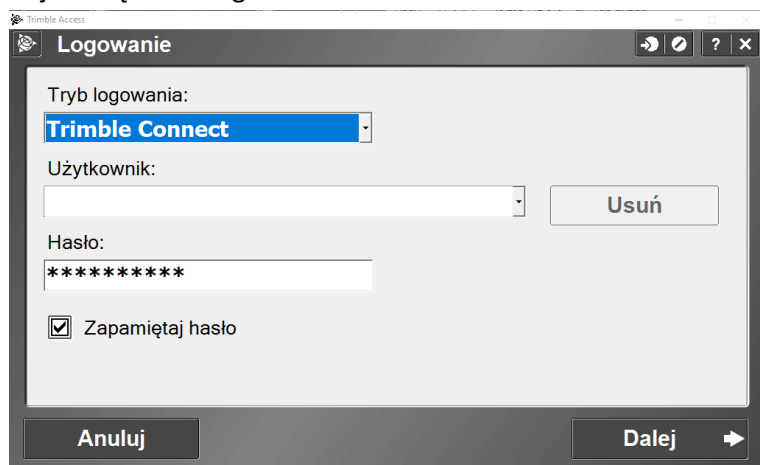 Trimble Access
Logowanie
Tryb logowania:
Trimble Connect
Użytkownik:
Usuń
Hasło:
**********
Zapamiętaj hasło
Anuluj
Dalej